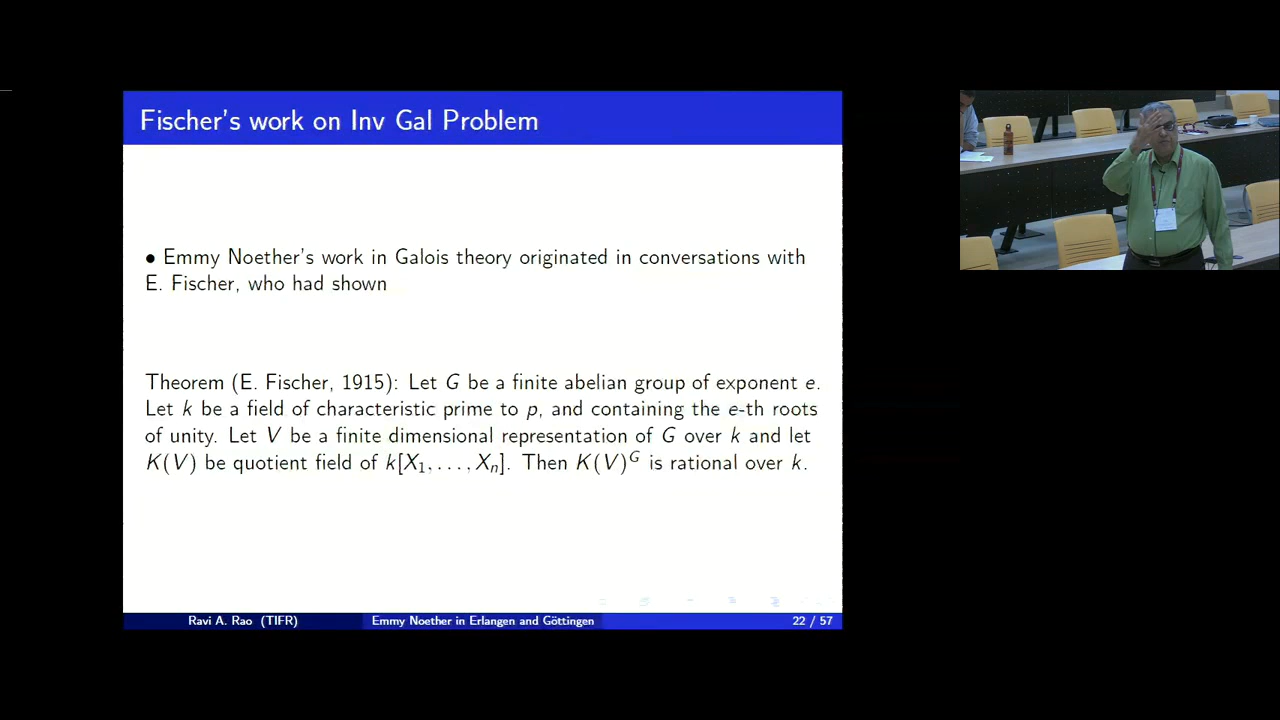 Fischer's work on Inv Gal Problem
• Emmy Noether's work in Galois theory originated in conversations with
E. Fischer, who had shown
Theorem (E. Fischer, 1915): Let G be a finite abelian group of exponent e.
Let k be a field of characteristic prime to p, and containing the e-th roots
of unity. Let V be a finite dimensional representation of G over k and let
K(V) be quotient field of k[X₁, . . . , Xₙ]. Then K(V)ᴳ is rational over k.
Ravi A. Rao (TIFR) Emmy Noether in Erlangen and Göttingen 22 / 57